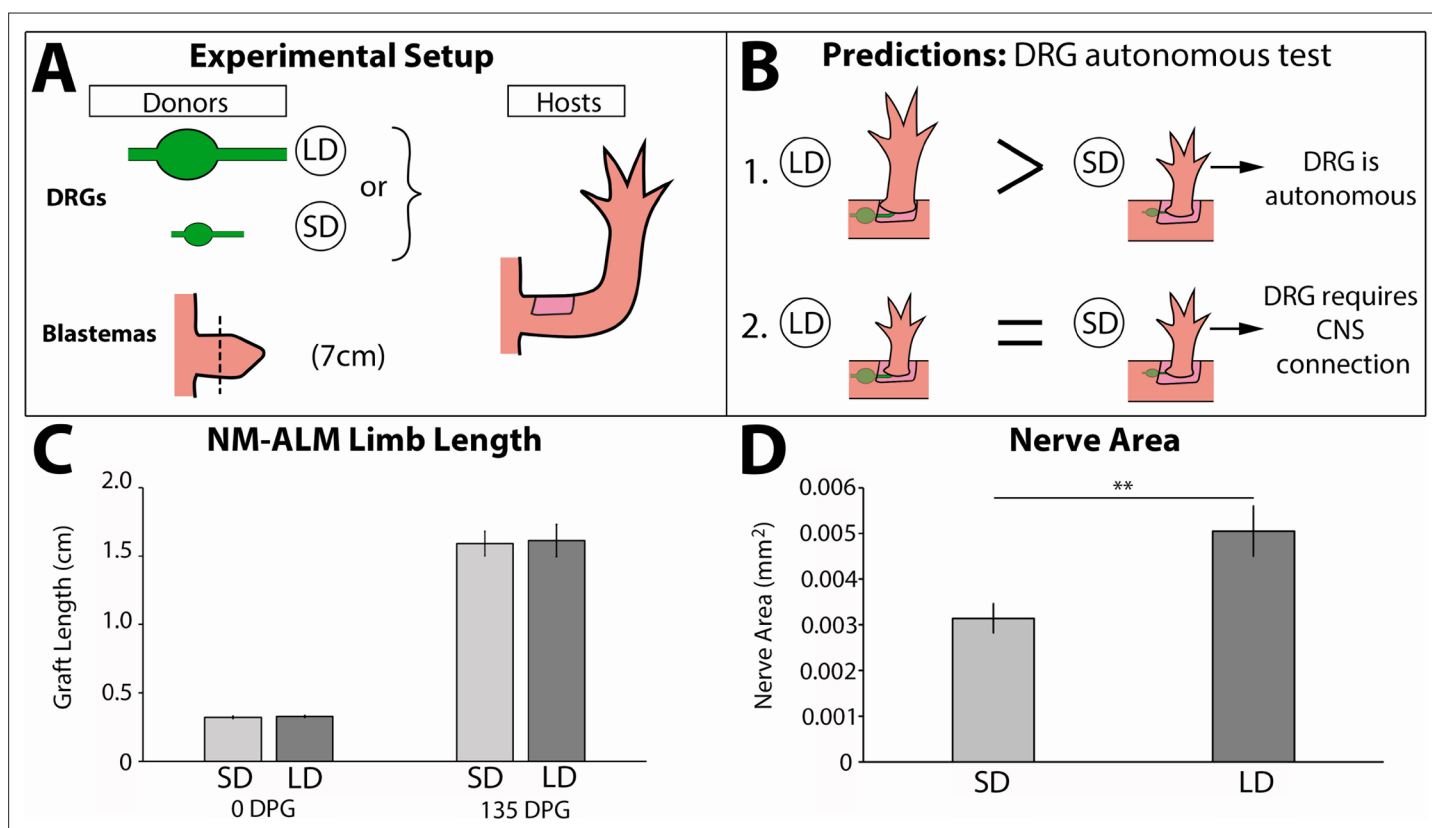 A
Experimental Setup
Donors
Hosts
LD
DRGs
or
SD
Blastemas
(7cm)
B
Predictions: DRG autonomous test
1. LD > SD
DRG is
autonomous
2. LD = SD
DRG requires
CNS
connection
C
NM-ALM Limb Length
Graft Length (cm)
2.0
1.5
1.0
0.5
0
SD LD SD LD
0 DPG 135 DPG
D
Nerve Area
Nerve Area (mm²)
0.006
0.005
0.004
0.003
0.002
0.001
0
**
SD LD